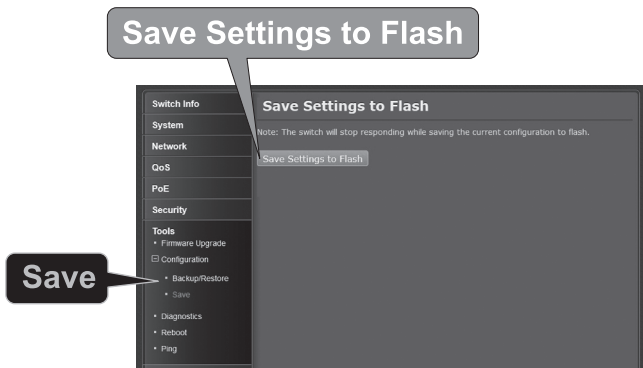 Save Settings to Flash
Switch Info
System
Network
QoS
PoE
Security
Tools
• Firmware Upgrade
Configuration
• Backup/Restore
• Save
• Diagnostics
• Reboot
• Ping
Save Settings to Flash
Note: The switch will stop responding while saving the current configuration to flash.
Save Settings to Flash
Save